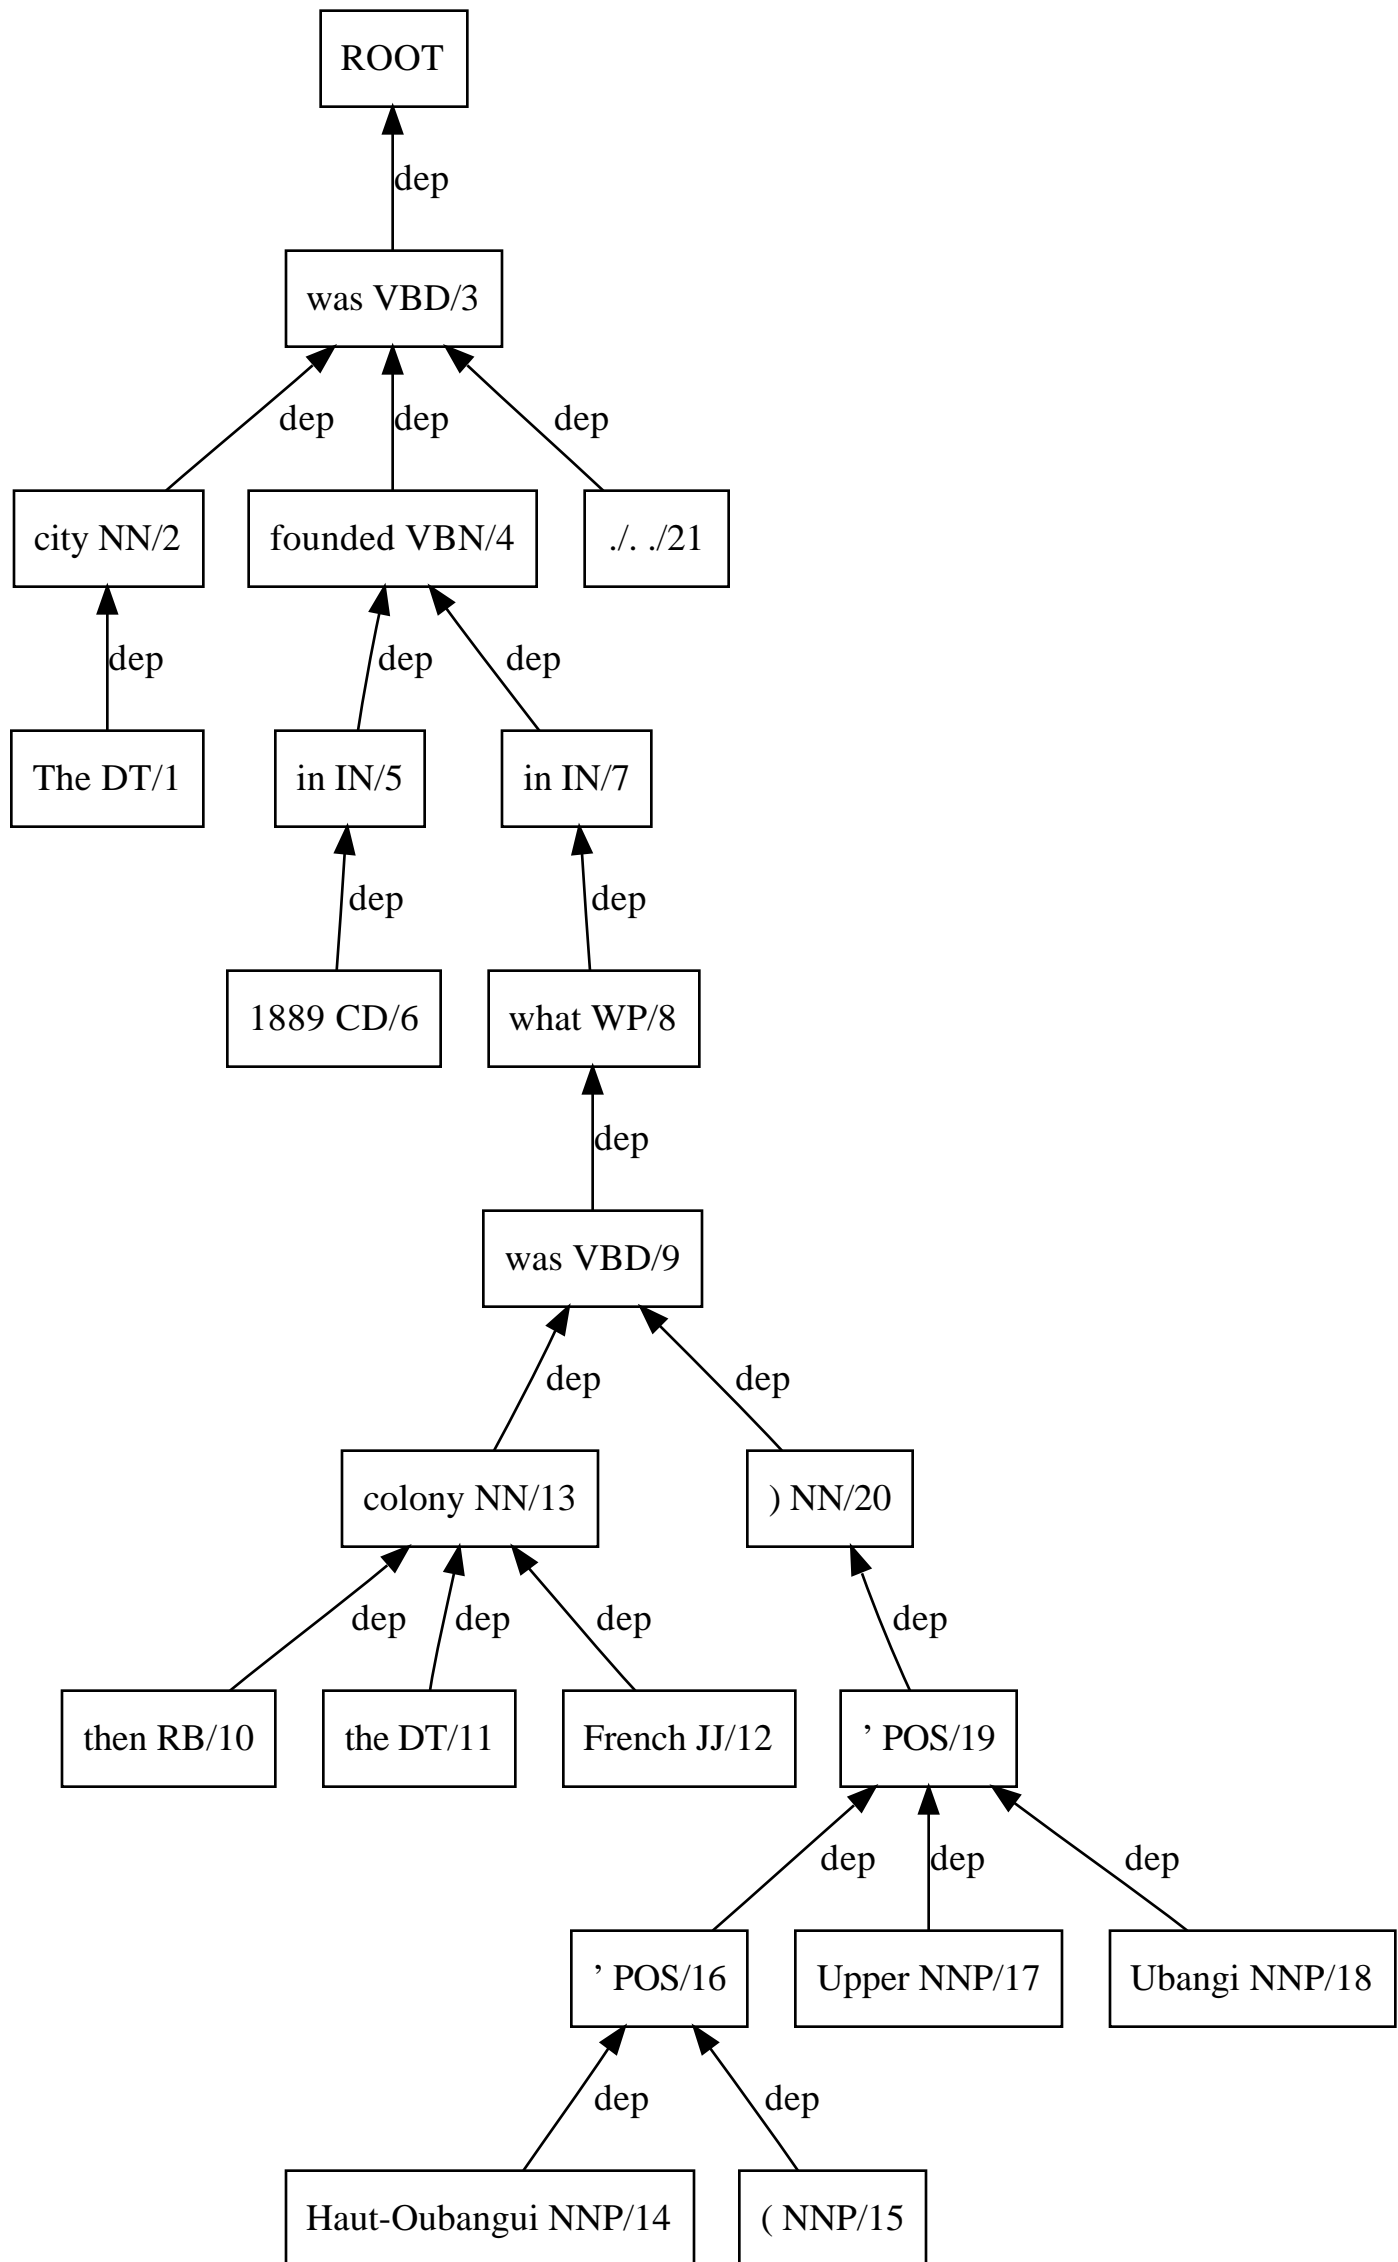 ROOT
dep
was VBD/3
dep dep dep
city NN/2 founded VBN/4 ./. ./21
dep dep dep
The DT/1 in IN/5 in IN/7
dep dep
1889 CD/6 what WP/8
dep
was VBD/9
dep dep
colony NN/13 ) NN/20
dep dep dep dep
then RB/10 the DT/11 French JJ/12 ’ POS/19
dep dep dep
’ POS/16 Upper NNP/17 Ubangi NNP/18
dep dep
Haut-Oubangui NNP/14 ( NNP/15